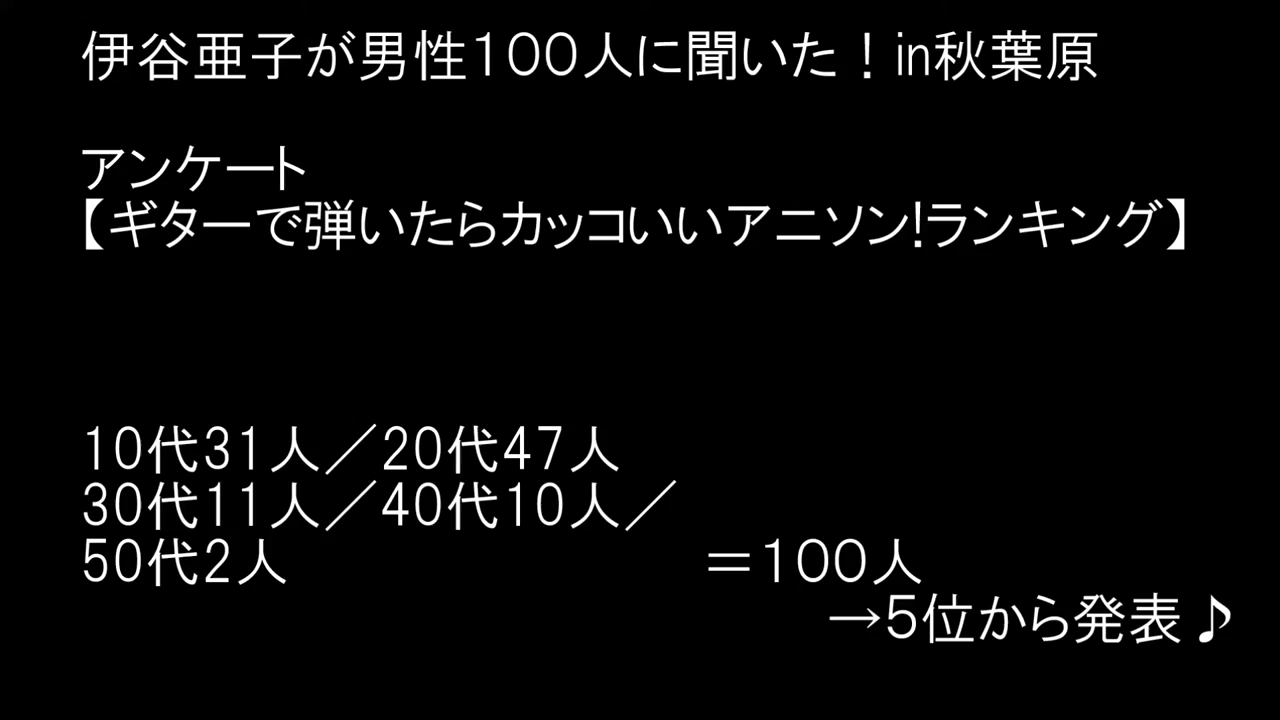 伊谷亜子が男性１００人に聞いた！in秋葉原
アンケート
【ギターで弾いたらカッコいいアニソン!ランキング】
10代31人／20代47人
30代11人／40代10人／
50代2人　＝１００人
→５位から発表♪